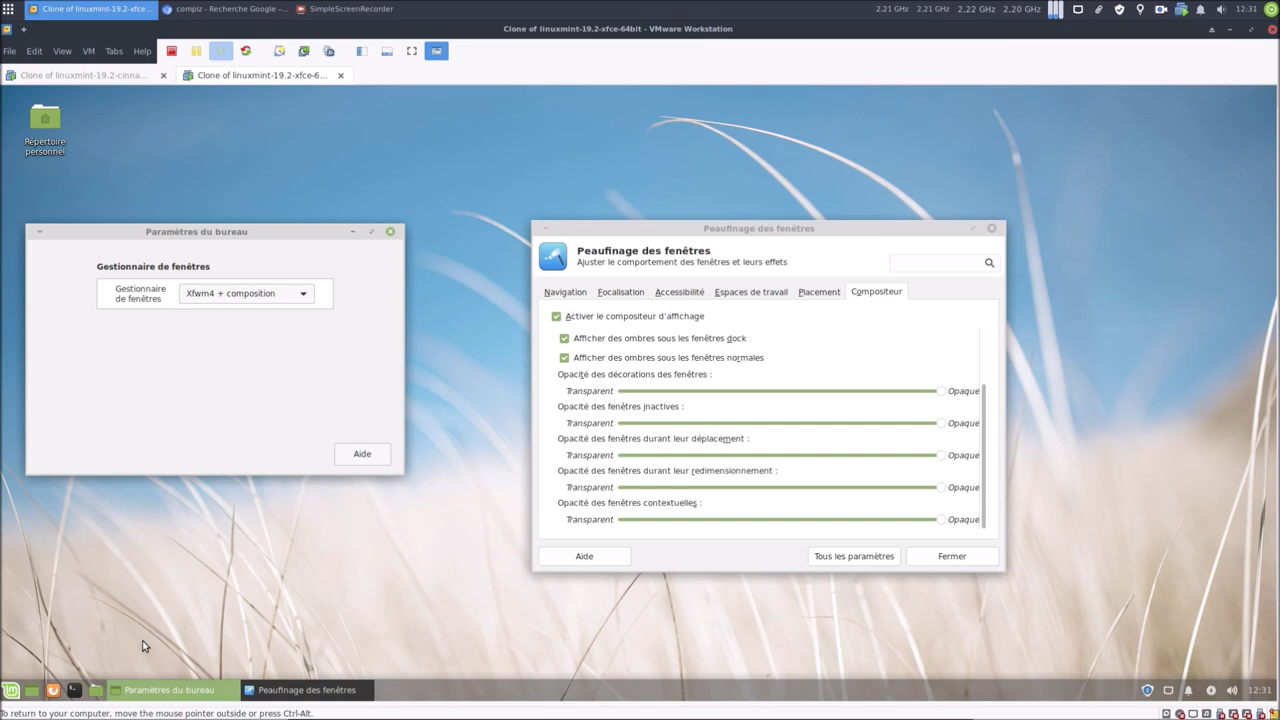 Clone of linuxmint-19.2-xfce...
compiz - Recherche Google –...
SimpleScreenRecorder
2,21 GHz 2,21 GHz 2,22 GHz 2,20 GHz
12:31
Clone of linuxmint-19.2-xfce-64bit - VMware Workstation
File Edit View VM Tabs Help
Clone of linuxmint-19.2-cinna...
Clone of linuxmint-19.2-xfce-6...
Répertoire
personnel
Paramètres du bureau
Gestionnaire de fenêtres
Gestionnaire
de fenêtres
Xfwm4 + composition
Aide
Peaufinage des fenêtres
Peaufinage des fenêtres
Ajuster le comportement des fenêtres et leurs effets
Navigation Focalisation Accessibilité Espaces de travail Placement Compositeur
Activer le compositeur d'affichage
Afficher des ombres sous les fenêtres dock
Afficher des ombres sous les fenêtres normales
Opacité des décorations des fenêtres :
Transparent Opaque
Opacité des fenêtres inactives :
Transparent Opaque
Opacité des fenêtres durant leur déplacement :
Transparent Opaque
Opacité des fenêtres durant leur redimensionnement :
Transparent Opaque
Opacité des fenêtres contextuelles :
Transparent Opaque
Aide Tous les paramètres Fermer
Paramètres du bureau
Peaufinage des fenêtres
12:31
To return to your computer, move the mouse pointer outside or press Ctrl-Alt.